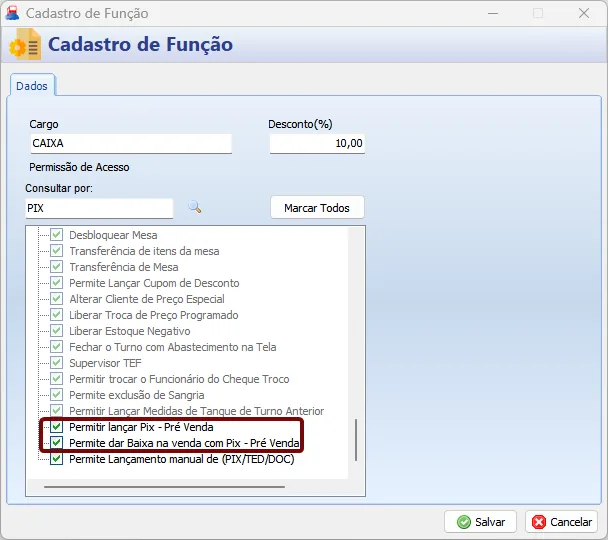 Cadastro de Função
Cadastro de Função
Dados
Cargo
Desconto(%)
CAIXA
10,00
Permissão de Acesso
Consultar por:
PIX
Marcar Todos
Desbloquear Mesa
Transferência de itens da mesa
Transferência de Mesa
Permite Lançar Cupom de Desconto
Alterar Cliente de Preço Especial
Liberar Troca de Preço Programado
Liberar Estoque Negativo
Fechar o Turno com Abastecimento na Tela
Supervisor TEF
Permitir trocar o Funcionário do Cheque Troco
Permite exclusão de Sangria
Permitir Lançar Medidas de Tanque de Turno Anterior
Permitir lançar Pix - Pré Venda
Permite dar Baixa na venda com Pix - Pré Venda
Permite Lançamento manual de (PIX/TED/DOC)
Salvar
Cancelar